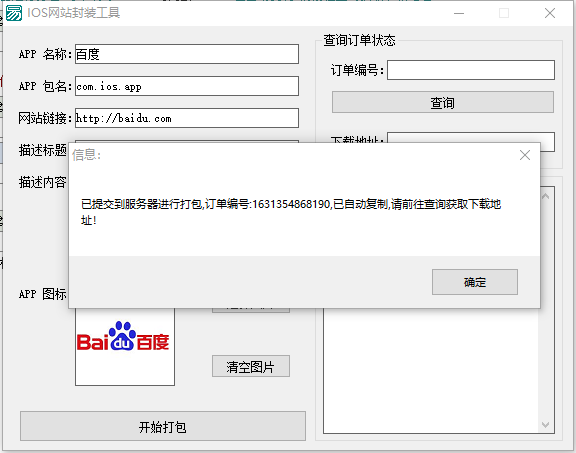 IOS网站封装工具
APP 名称:
百度
APP 包名:
com.ios.app
网站链接:
http://baidu.com
描述标题
描述内容
APP 图标
Bai du 百度
清空图片
开始打包
查询订单状态
订单编号:
查询
下载地址:
信息:
已提交到服务器进行打包,订单编号:1631354868190,已自动复制,请前往查询获取下载地
址!
确定